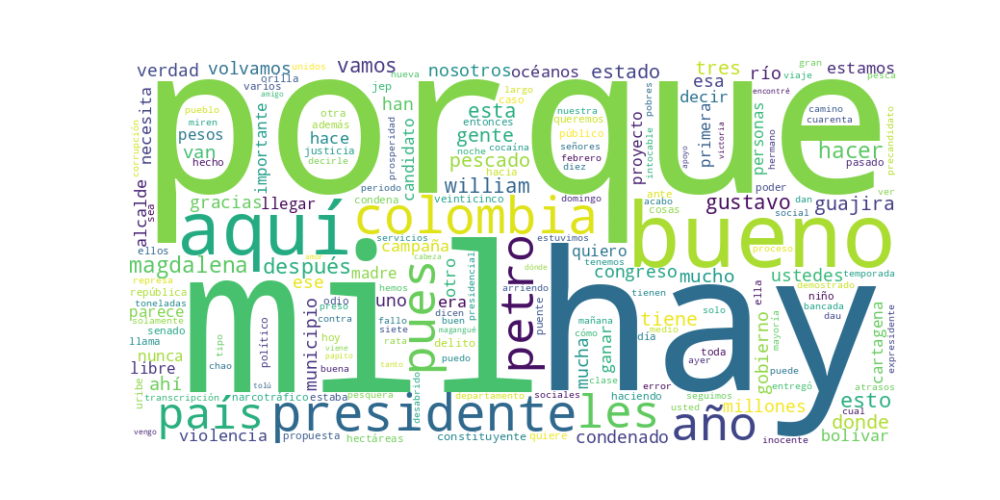 porque
hay
mil
bueno
aquí
colombia
presidente
petro
país
pues
les
año
verdad
volvamos
orilla
varios
unidos
vamos
nueva
jep
nosotros
largo
caso
océanos
viaje
estado
esa
decir
tres
río
encontré
gran
pesca
estamos
necesita
corrupción
pueblo
miren
pesos
van
hecho
amigo
otra
además
hace
justicia
decirle
importante
prosperidad
candidato
han
esta
gente
entonces
noche
cocaína
hacia
pescado
nuestra
queremos
público
señores
febrero
diez
intocable
pobres
proyecto
primera
apoyo
victoria
hermano
personas
camino
cuarenta
hacer
pasado
precandidato
alcalde
sea
gracias
llegar
periodo
condena
william
veinticinco
domingo
ante
acabo
cosas
poder
gustavo
social
dan
ver
guajira
ellos
magdalena
después
servicios
campaña
cabeza
estuvimos
madre
ese
quiero
tenemos
congreso
mucho
proceso
ella
ustedes
demostrado
temporada
represa
república
toneladas
parece
solamente
senado
llama
nunca
libre
ahí
tipo
político
chao
uribe
transcripción
narcotráfico
tolú
municipio
hoy
viene
papito
buena
estaba
odio
preso
contra
uno
hemos
fallo
siete
rata
tanto
otro
era
dicen
buen
magangué
delito
puedo
presidencial
dónde
arriendo
puente
mañana
cómo
muchas
clase
tienen
ganar
día
error
tiene
medio
solo
ayer
toda
niño
bancada
dau
gobierno
mayoría
puede
entregó
cartagena
expresidente
atrasos
vengo
violencia
propuesta
hectáreas
pesquera
desabrido
departamento
sociales
constituyente
quiere
condenado
haciendo
seguimos
usted
millones
inocente
esto
cual
donde
bolívar